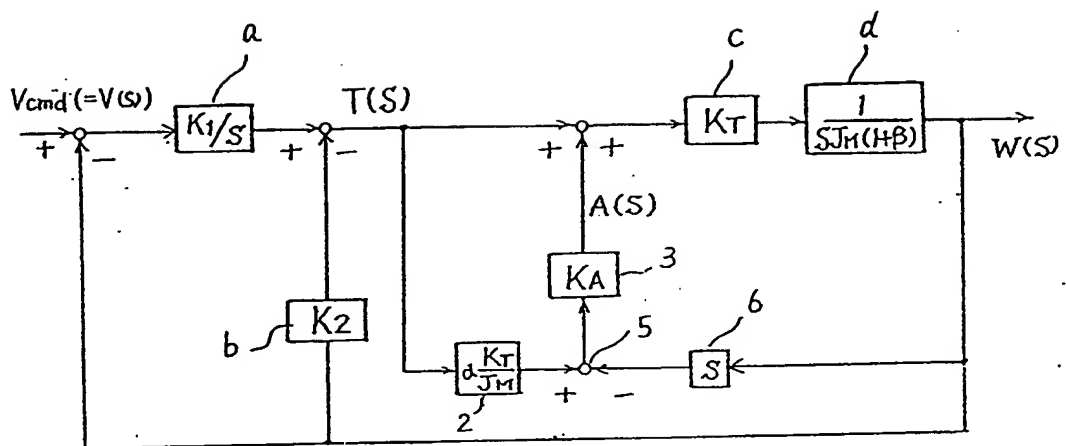 a
c
d
Vcmd(=V(S))
K1/S
T(S)
KT
1
SJM(1+β)
+
−
+
−
+
+
W(S)
A(S)
KA
3
b
K2
5
6
α KT
JM
S
2
+
−